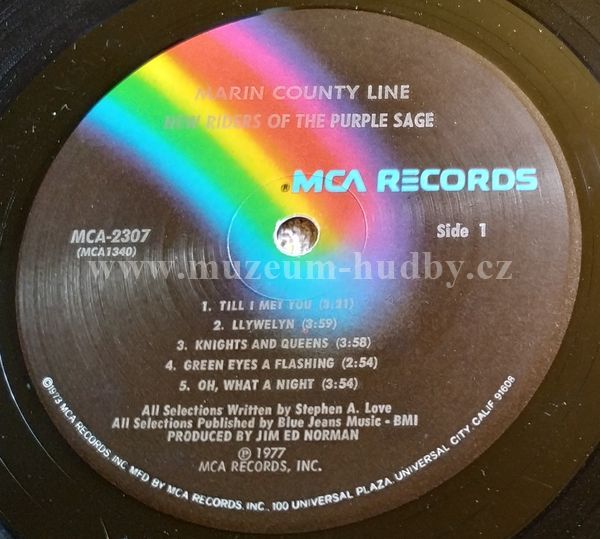 MARIN COUNTY LINE
NEW RIDERS OF THE PURPLE SAGE
® MCA RECORDS
MCA-2307
(MCA1340)
Side 1
www.muzeum-hudby.cz
1. TILL I MET YOU (3:21)
2. LLYWELYN (3:59)
3. KNIGHTS AND QUEENS (3:58)
4. GREEN EYES A FLASHING (2:54)
5. OH, WHAT A NIGHT (3:54)
All Selections Written by Stephen A. Love
All Selections Published by Blue Jeans Music - BMI
PRODUCED BY JIM ED NORMAN
℗ 1977
MCA RECORDS, INC.
©1973 MCA RECORDS, INC. MFD BY MCA RECORDS, INC., 100 UNIVERSAL PLAZA, UNIVERSAL CITY, CALIF. 91608